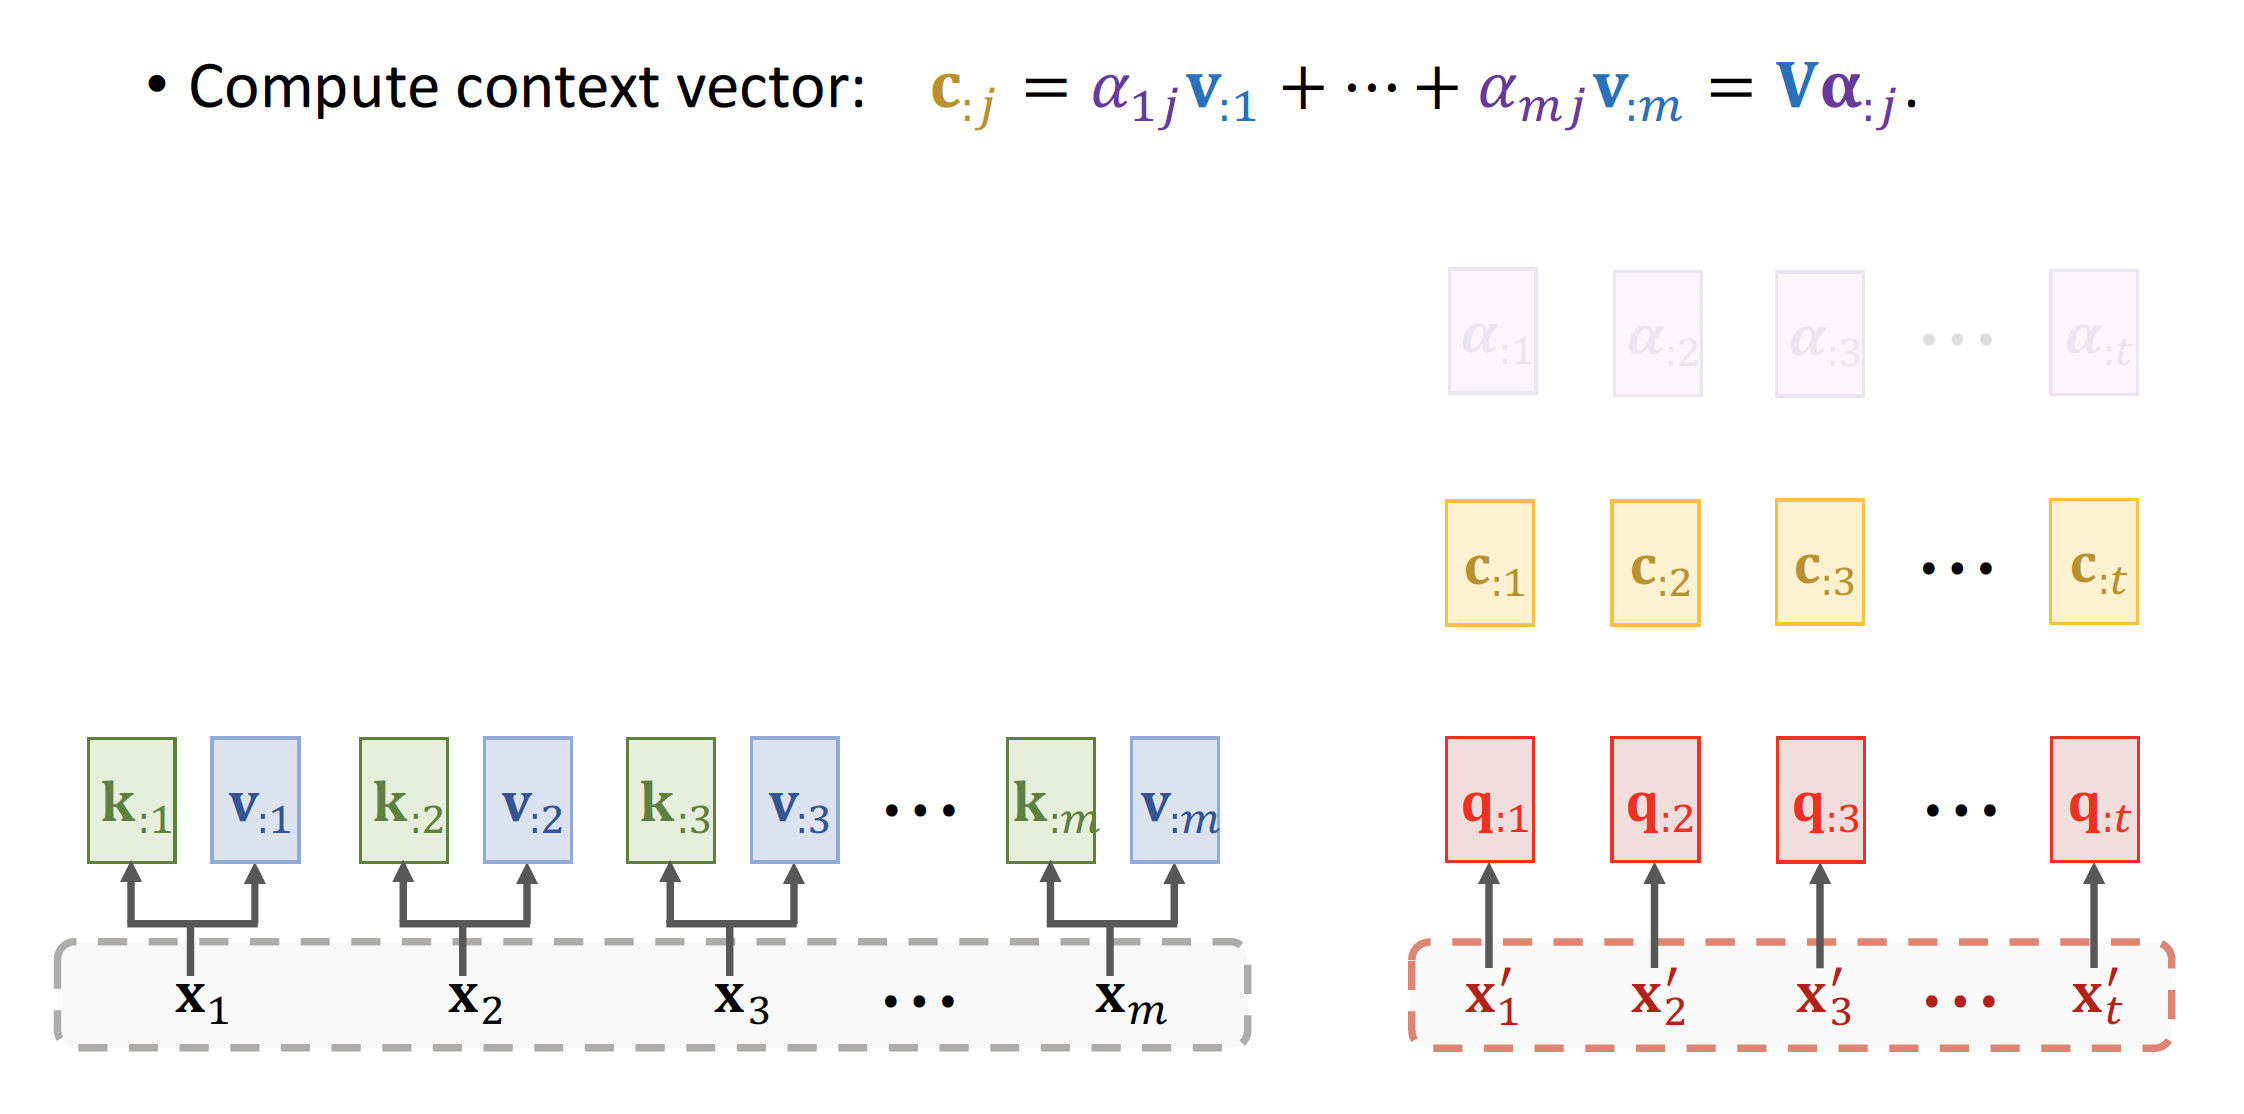 • Compute context vector: c:j = α1j v:1 + ⋯ + αmj v:m = Vα:j.
α:1 α:2 α:3 ⋯ α:t
c:1 c:2 c:3 ⋯ c:t
k:1 v:1 k:2 v:2 k:3 v:3 ⋯ k:m v:m q:1 q:2 q:3 ⋯ q:t
x1 x2 x3 ⋯ xm x′1 x′2 x′3 ⋯ x′t